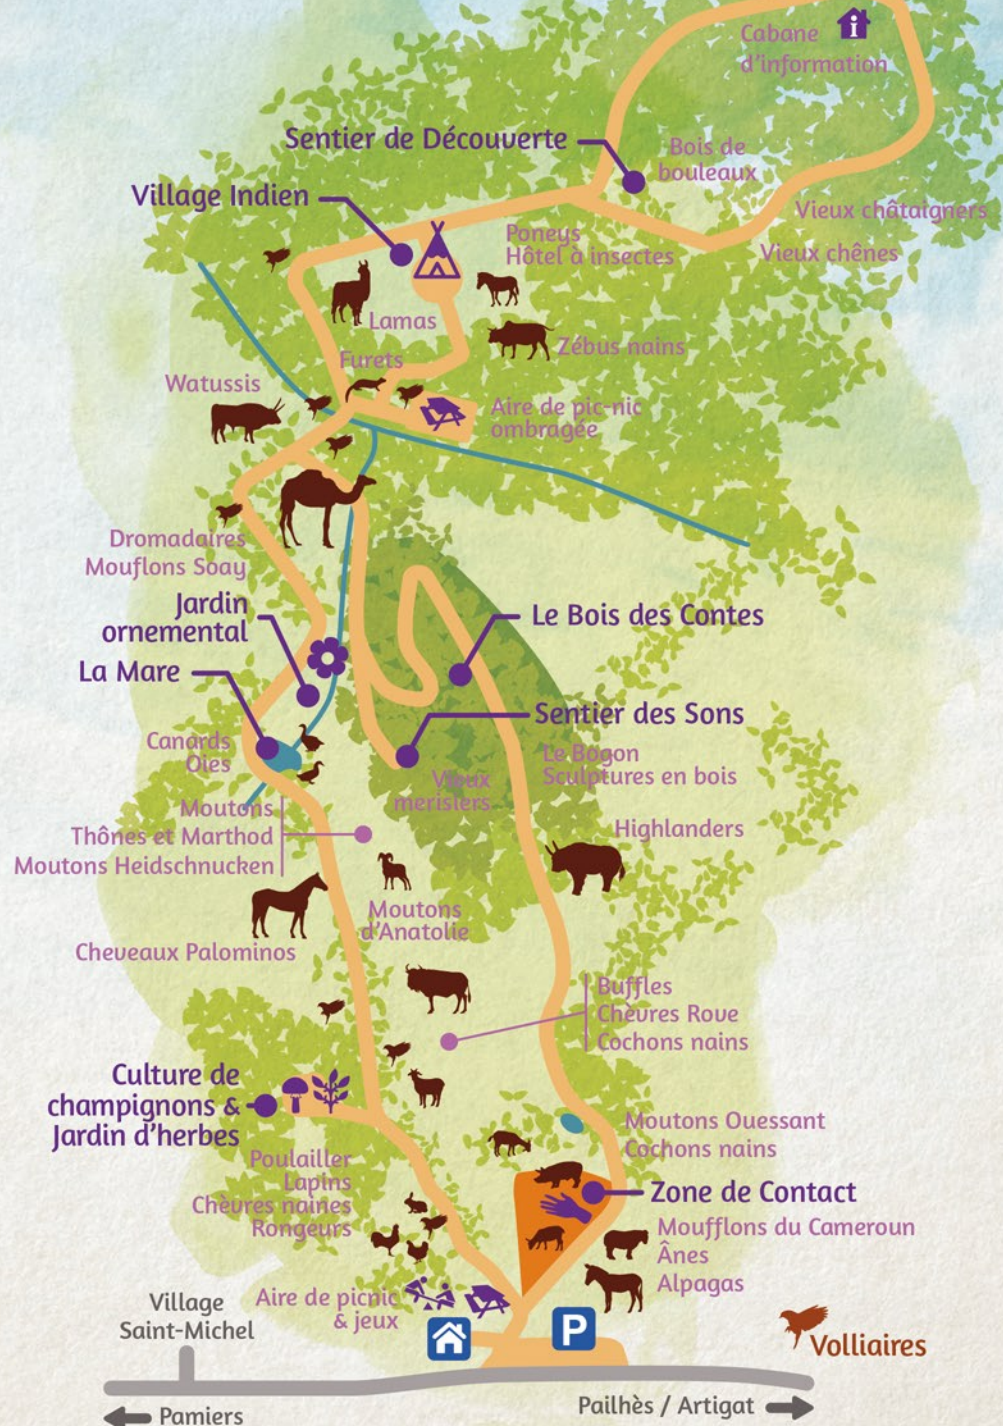 Cabane
d'information
Sentier de Découverte
Bois de
bouleaux
Village Indien
Vieux châtaigners
Poneys
Hôtel à insectes
Vieux chênes
Lamas
Zébus nains
Furets
Watussis
Aire de pic-nic
ombragée
Dromadaires
Mouflons Soay
Jardin
ornemental
Le Bois des Contes
La Mare
Sentier des Sons
Canards
Oies
Le Bogon
Sculptures en bois
Vieux
merisiers
Moutons
Thônes et Marthod
Moutons Heidschnucken
Highlanders
Moutons
d'Anatolie
Cheveaux Palominos
Buffles
Chèvres Rove
Cochons nains
Culture de
champignons &
Jardin d'herbes
Moutons Ouessant
Cochons nains
Poulailler
Lapins
Chèvres naines
Rongeurs
Zone de Contact
Moufflons du Cameroun
Ânes
Alpagas
Aire de picnic
& jeux
Village
Saint-Michel
P
Volliaires
Pailhès / Artigat
Pamiers